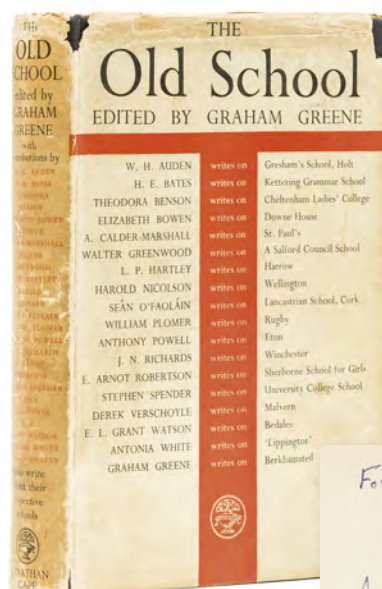 THE
OLD
SCHOOL
edited by
GRAHAM
GREENE
with
THE
Old School
EDITED BY GRAHAM GREENE
W. H. AUDEN writes on Gresham's School, Holt
H. E. BATES writes on Kettering Grammar School
THEODORA BENSON writes on Cheltenham Ladies' College
ELIZABETH BOWEN writes on Downe House
A. CALDER-MARSHALL writes on St. Paul's
WALTER GREENWOOD writes on A Salford Council School
L. P. HARTLEY writes on Harrow
HAROLD NICOLSON writes on Wellington
SEÁN O'FAOLÁIN writes on Lancastrian School, Cork
WILLIAM PLOMER writes on Rugby
ANTHONY POWELL writes on Eton
J. N. RICHARDS writes on Winchester
E. ARNOT ROBERTSON writes on Sherborne School for Girls
STEPHEN SPENDER writes on University College School
DEREK VERSCHOYLE writes on Malvern
E. L. GRANT WATSON writes on Bedales
ANTONIA WHITE writes on 'Lippington'
GRAHAM GREENE writes on Berkhamsted
write
their
schools
JONATHAN
CAPE